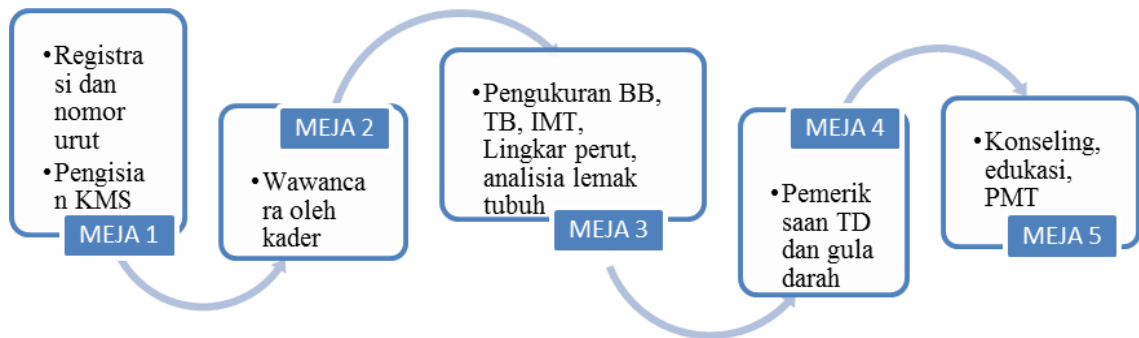 •Registra
si dan
nomor
urut
•Pengisia
n KMS
MEJA 1
MEJA 2
•Wawanca
ra oleh
kader
•Pengukuran BB,
TB, IMT,
Lingkar perut,
analisia lemak
tubuh
MEJA 3
MEJA 4
•Pemerik
saan TD
dan gula
darah
•Konseling,
edukasi,
PMT
MEJA 5